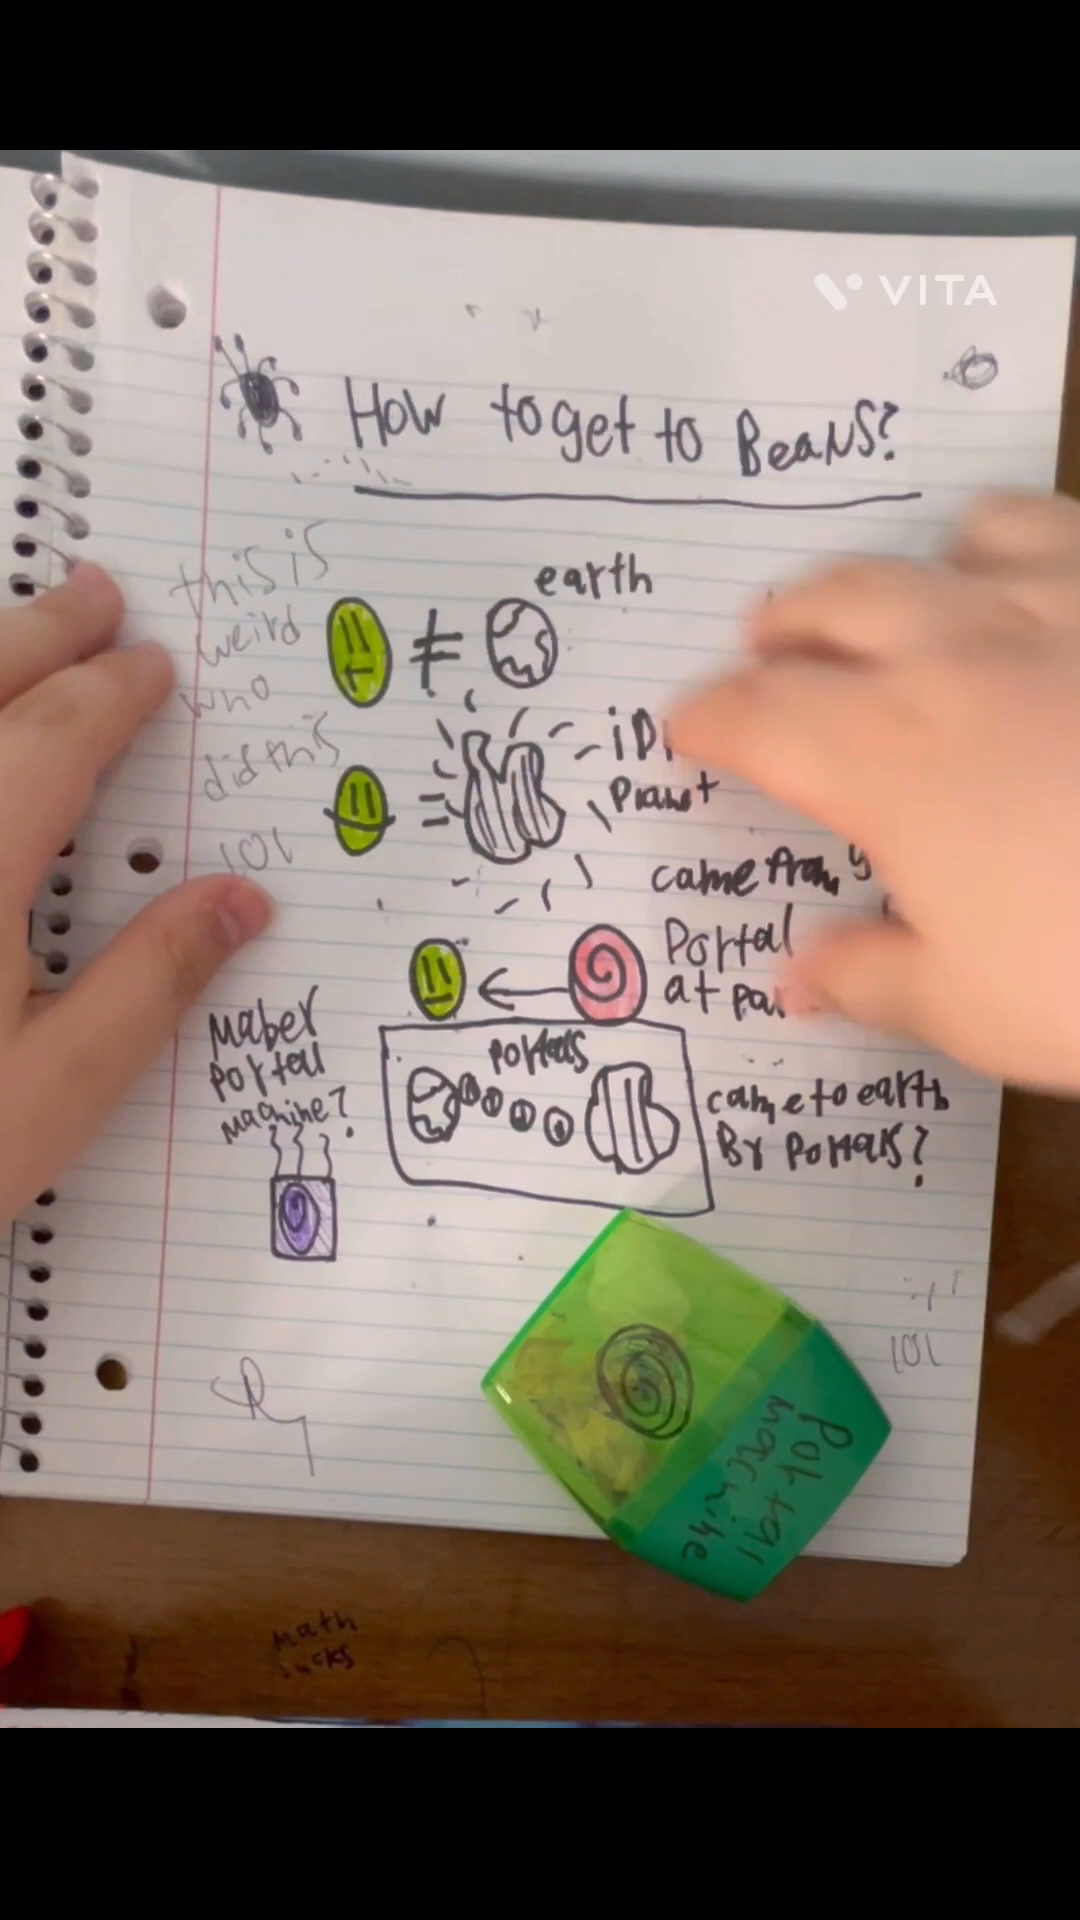 VITA
How to get to Beans?
this is
weird
who
did this
lol
earth
≠
=
Planet
came from
Portal
at
Maber
Portal
Machine?
Portals
came to earth
By Portals?
lol
Portal
Machine
math
sucks